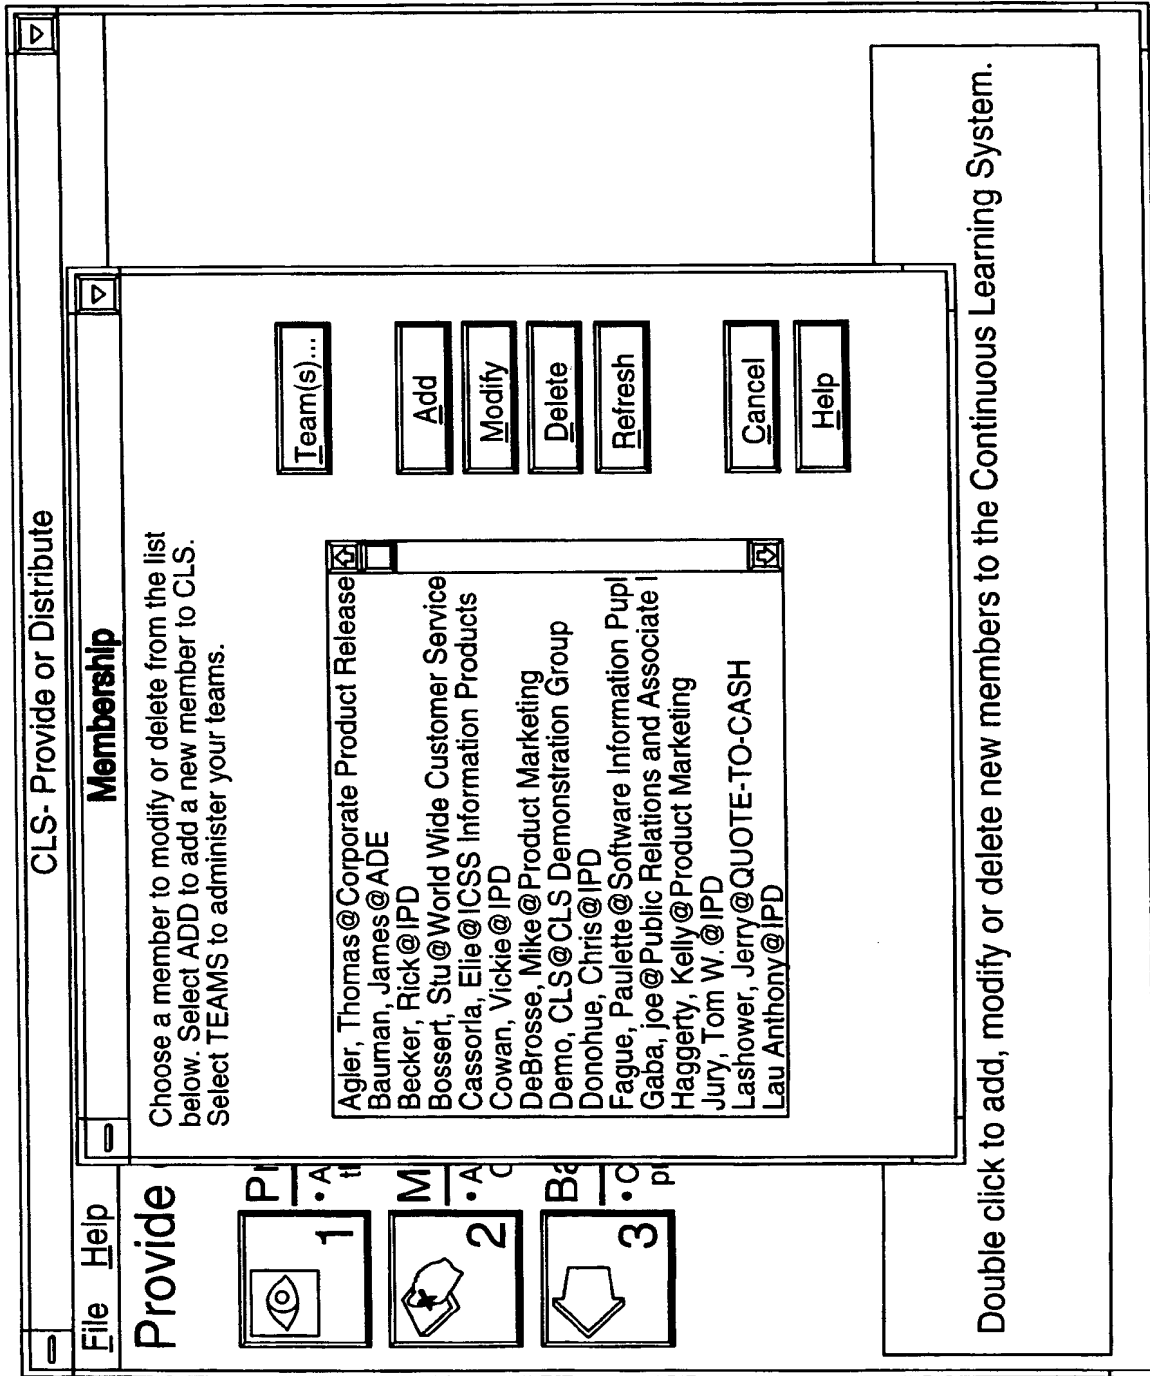 CLS- Provide or Distribute
File Help
Provide
1
2
3
Membership
Choose a member to modify or delete from the list
below. Select ADD to add a new member to CLS.
Select TEAMS to administer your teams.
Agler, Thomas@Corporate Product Release
Bauman, James@ADE
Becker, Rick@IPD
Bossert, Stu@World Wide Customer Service
Cassorla, Elie@ICSS Information Products
Cowan, Vickie@IPD
DeBrosse, Mike@Product Marketing
Demo, CLS@CLS Demonstration Group
Donohue, Chris@IPD
Fague, Paulette@Software Information Pupl
Gaba, joe@Public Relations and Associate I
Haggerty, Kelly@Product Marketing
Jury, Tom W.@IPD
Lashower, Jerry@QUOTE-TO-CASH
Lau Anthony@IPD
Team(s)...
Add
Modify
Delete
Refresh
Cancel
Help
Double click to add, modify or delete new members to the Continuous Learning System.